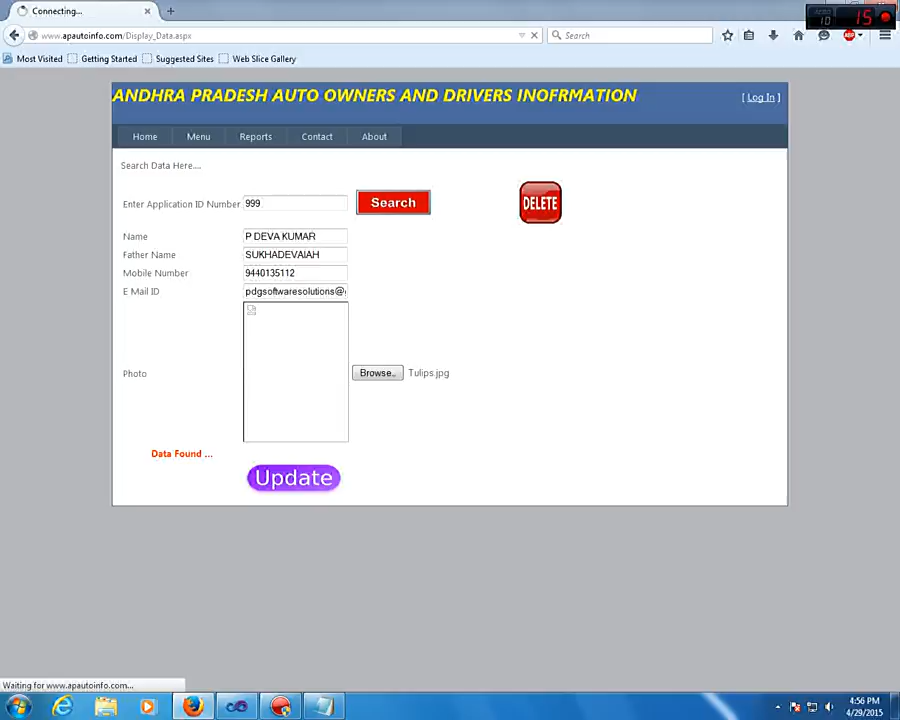 Connecting...
15
10
www.apautoinfo.com/Display_Data.aspx
Search
ABP
Most Visited
Getting Started
Suggested Sites
Web Slice Gallery
ANDHRA PRADESH AUTO OWNERS AND DRIVERS INOFRMATION
[ Log In ]
Home
Menu
Reports
Contact
About
Search Data Here....
Enter Application ID Number
999
Search
DELETE
Name
P DEVA KUMAR
Father Name
SUKHADEVAIAH
Mobile Number
9440135112
E Mail ID
pdgsoftwaresolutions@
Photo
Browse..
Tulips.jpg
Data Found ...
Update
Waiting for www.apautoinfo.com...
4:56 PM
4/29/2015